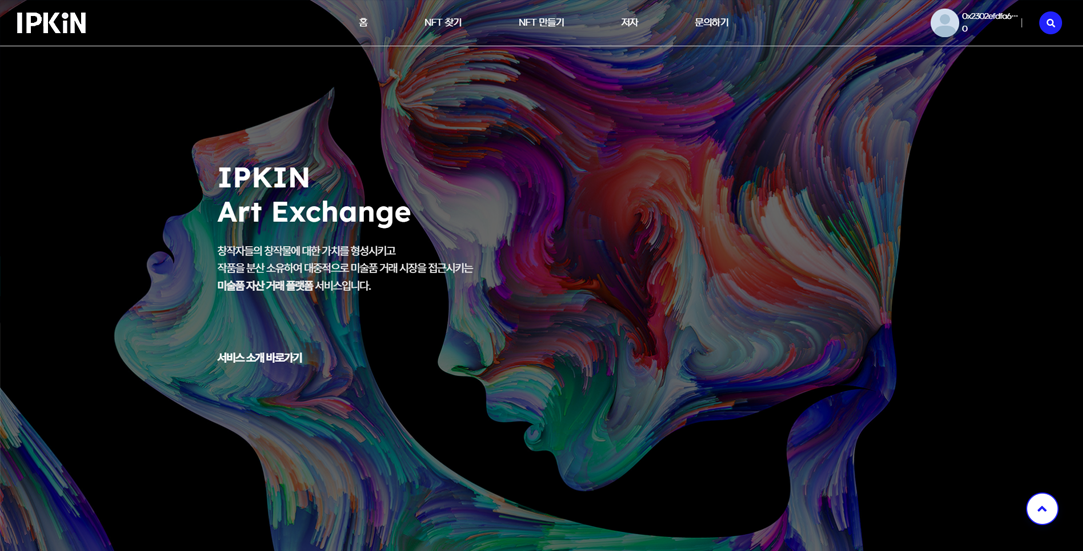 IPKiN
홈
NFT 찾기
NFT 만들기
저자
문의하기
0x2302efdfa6…
0
IPKIN
Art Exchange
창작자들의 창작물에 대한 가치를 형성시키고
작품을 분산 소유하여 대중적으로 미술품 거래 시장을 접근시키는
미술품 자산 거래 플랫폼 서비스입니다.
서비스 소개 바로가기